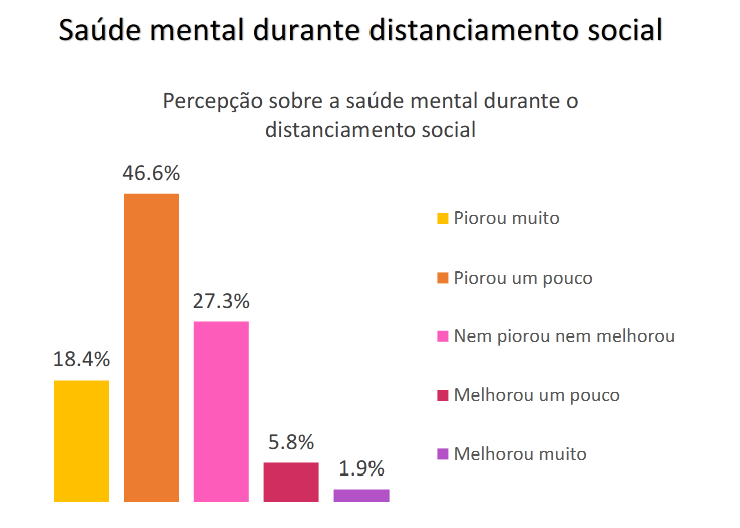 Saúde mental durante distanciamento social
Percepção sobre a saúde mental durante o
distanciamento social
46.6%
27.3%
18.4%
5.8%
1.9%
Piorou muito
Piorou um pouco
Nem piorou nem melhorou
Melhorou um pouco
Melhorou muito